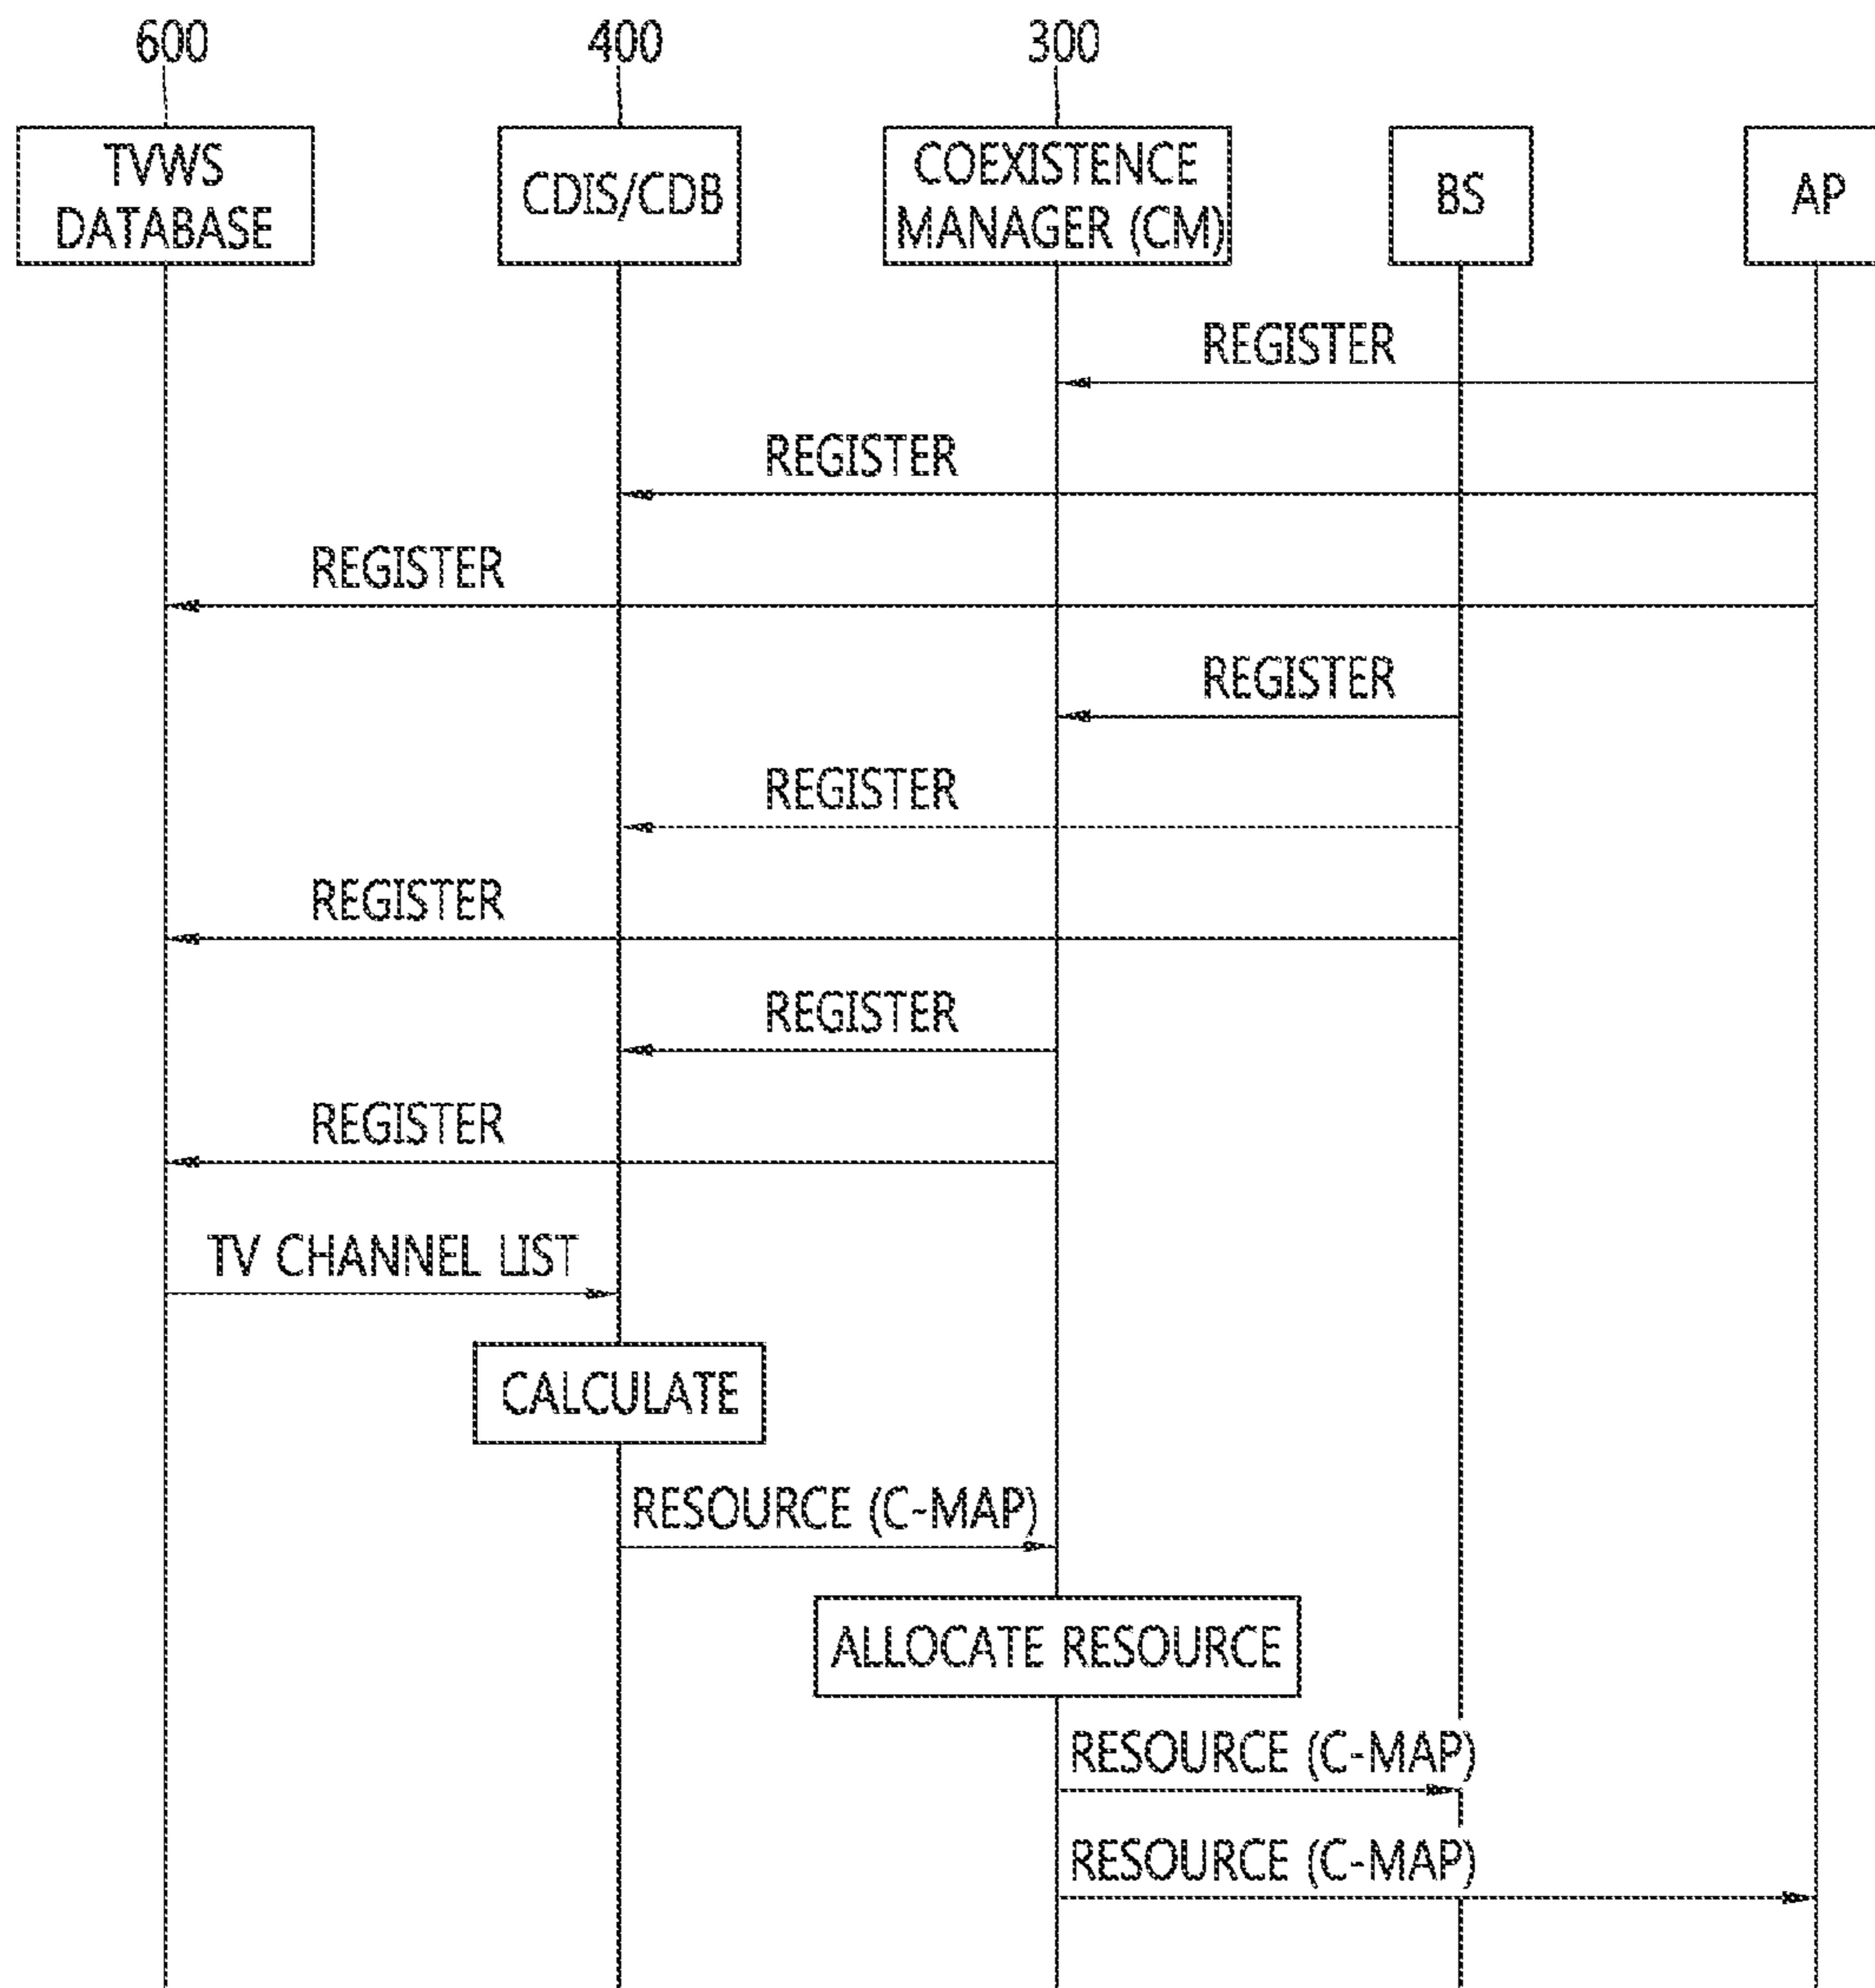 600
400
300
TVWS
DATABASE
CDIS/CDB
COEXISTENCE
MANAGER (CM)
BS
AP
REGISTER
REGISTER
REGISTER
REGISTER
REGISTER
REGISTER
REGISTER
REGISTER
TV CHANNEL LIST
CALCULATE
RESOURCE (C-MAP)
ALLOCATE RESOURCE
RESOURCE (C-MAP)
RESOURCE (C-MAP)